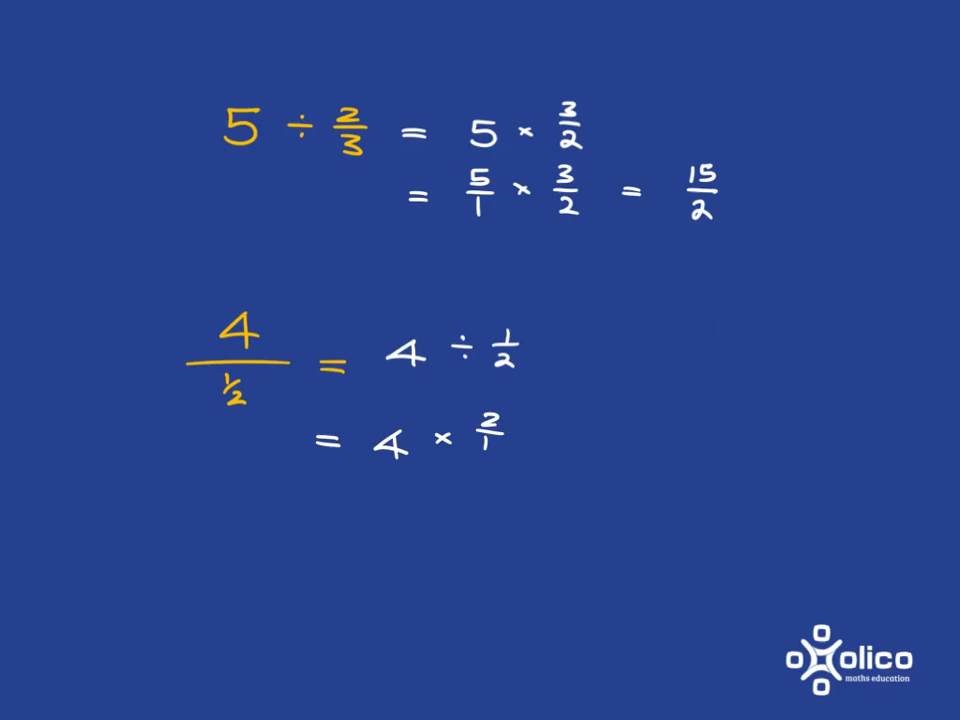 5 ÷ 2/3 = 5 × 3/2
= 5/1 × 3/2 = 15/2
4/(1/2) = 4 ÷ 1/2
= 4 × 2/1
olico
maths education